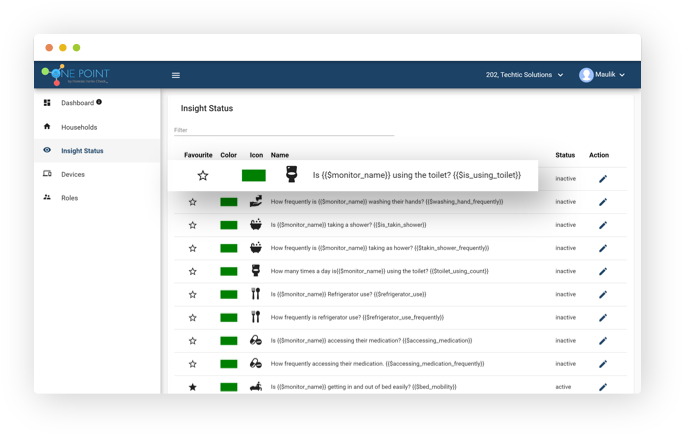 NE POINT
202, Techtic Solutions
Maulik
Dashboard
Households
Insight Status
Devices
Roles
Insight Status
Filter
Favourite Color Icon Name Status Action
Is {{$monitor_name}} using the toilet? {{$is_using_toilet}} inactive
How frequently is {{$monitor_name}} washing their hands? {{$washing_hand_frequently}} inactive
Is {{$monitor_name}} taking a shower? {{$is_takin_shower}} inactive
How frequently is {{$monitor_name}} taking as hower? {{$takin_shower_frequently}} inactive
How many times a day is{{$monitor_name}} using the toilet? {{$toilet_using_count}} inactive
Is {{$monitor_name}} Refrigerator use? {{$refrigerator_use}} inactive
How frequently is refrigerator use? {{$refrigerator_use_frequently}} inactive
Is {{$monitor_name}} accessing their medication? {{$accessing_medication}} inactive
How frequently accessing their medication. {{$accessing_medication_frequently}} inactive
Is {{$monitor_name}} getting in and out of bed easily? {{$bed_mobility}} active